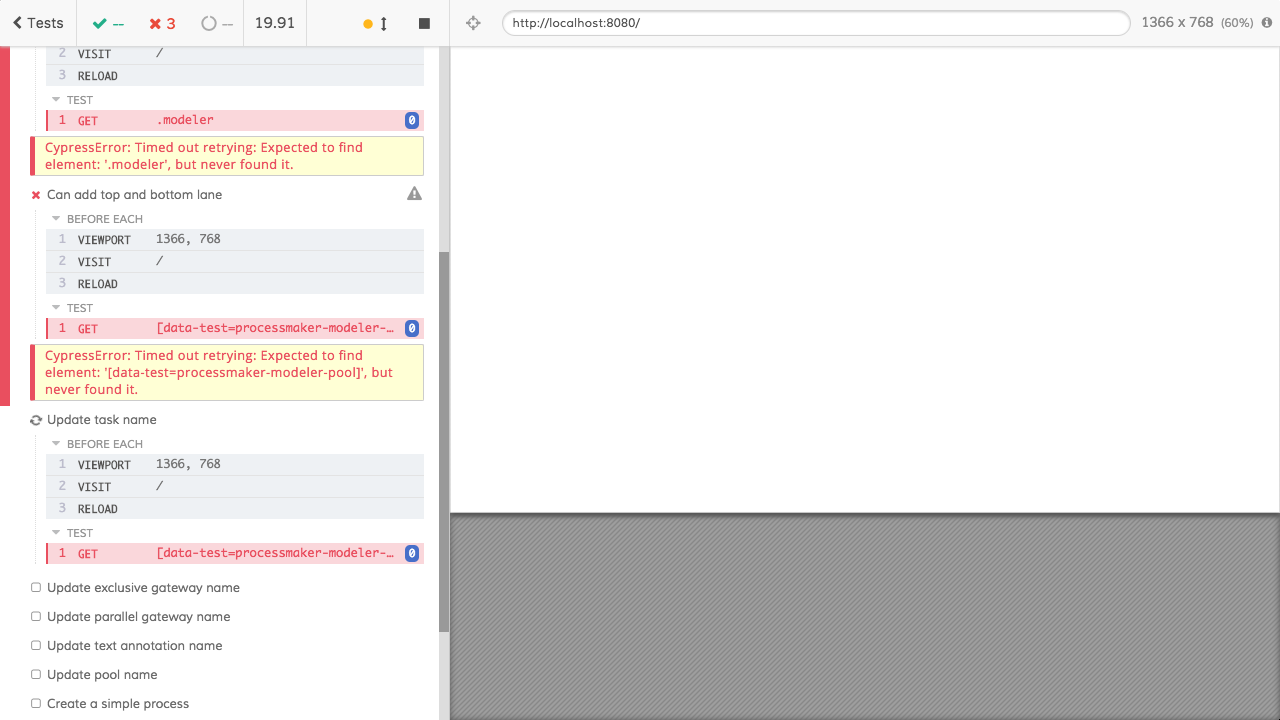 Tests
--
3
--
19.91
http://localhost:8080/
1366 x 768 (60%)
2 VISIT /
3 RELOAD
TEST
1 GET .modeler 0
CypressError: Timed out retrying: Expected to find
element: '.modeler', but never found it.
Can add top and bottom lane
BEFORE EACH
1 VIEWPORT 1366, 768
2 VISIT /
3 RELOAD
TEST
1 GET [data-test=processmaker-modeler-… 0
CypressError: Timed out retrying: Expected to find
element: '[data-test=processmaker-modeler-pool]', but
never found it.
Update task name
BEFORE EACH
1 VIEWPORT 1366, 768
2 VISIT /
3 RELOAD
TEST
1 GET [data-test=processmaker-modeler-… 0
Update exclusive gateway name
Update parallel gateway name
Update text annotation name
Update pool name
Create a simple process